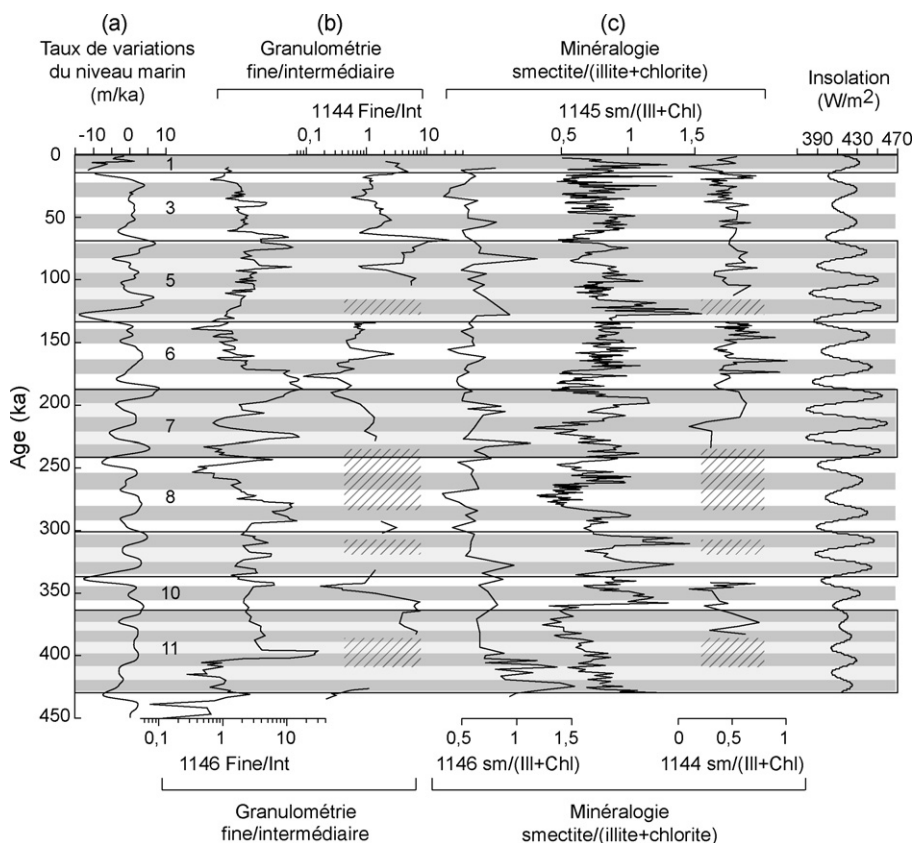 (a)
(b)
(c)
Taux de variations
du niveau marin
(m/ka)
Granulométrie
fine/intermédiaire
Minéralogie
smectite/(illite+chlorite)
Insolation
(W/m2)
1144 Fine/Int
1145 sm/(Ill+Chl)
-10 0 10
0,1 1 10
0,5 1 1,5
390 430 470
Age (ka)
0
50
100
150
200
250
300
350
400
450
1
3
5
6
7
8
10
11
0,1 1 10
0,5 1 1,5
0 0,5 1
1146 Fine/Int
1146 sm/(Ill+Chl)
1144 sm/(Ill+Chl)
Granulométrie
fine/intermédiaire
Minéralogie
smectite/(illite+chlorite)